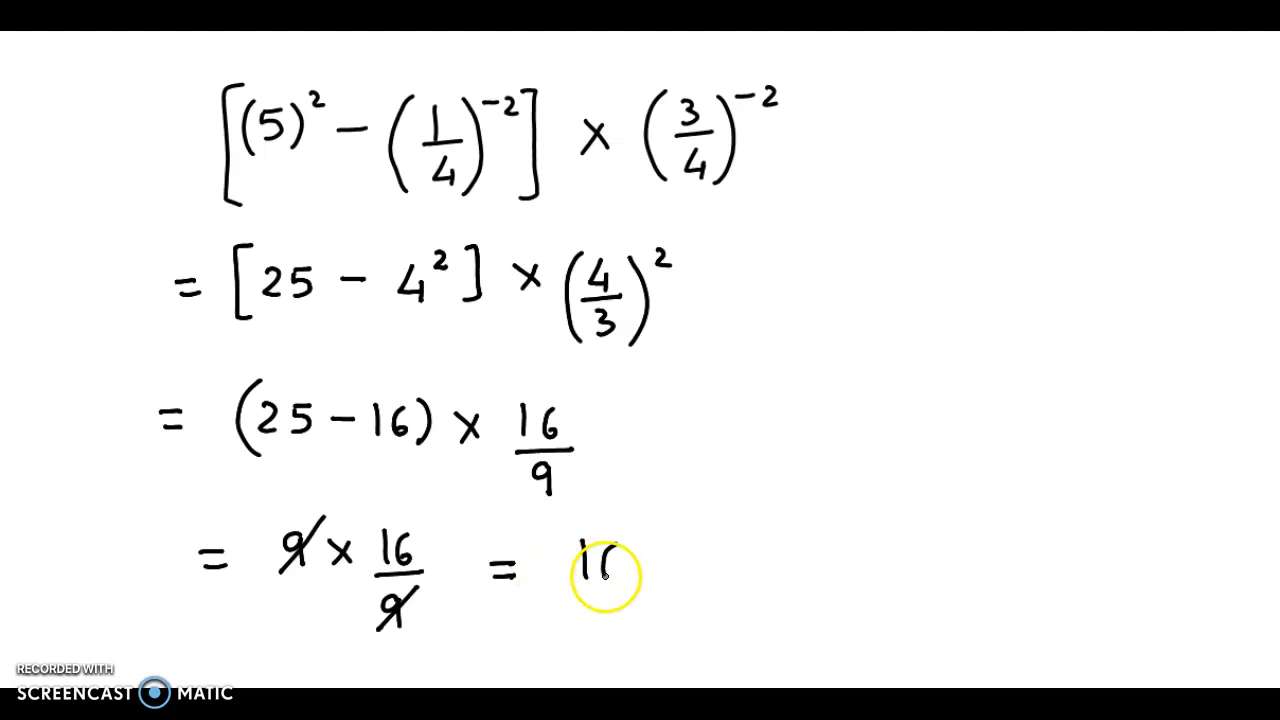 [(5)² − (1/4)⁻²] × (3/4)⁻²
= [25 − 4²] × (4/3)²
= (25 − 16) × 16/9
= 9 × 16/9 =
RECORDED WITH
SCREENCAST MATIC